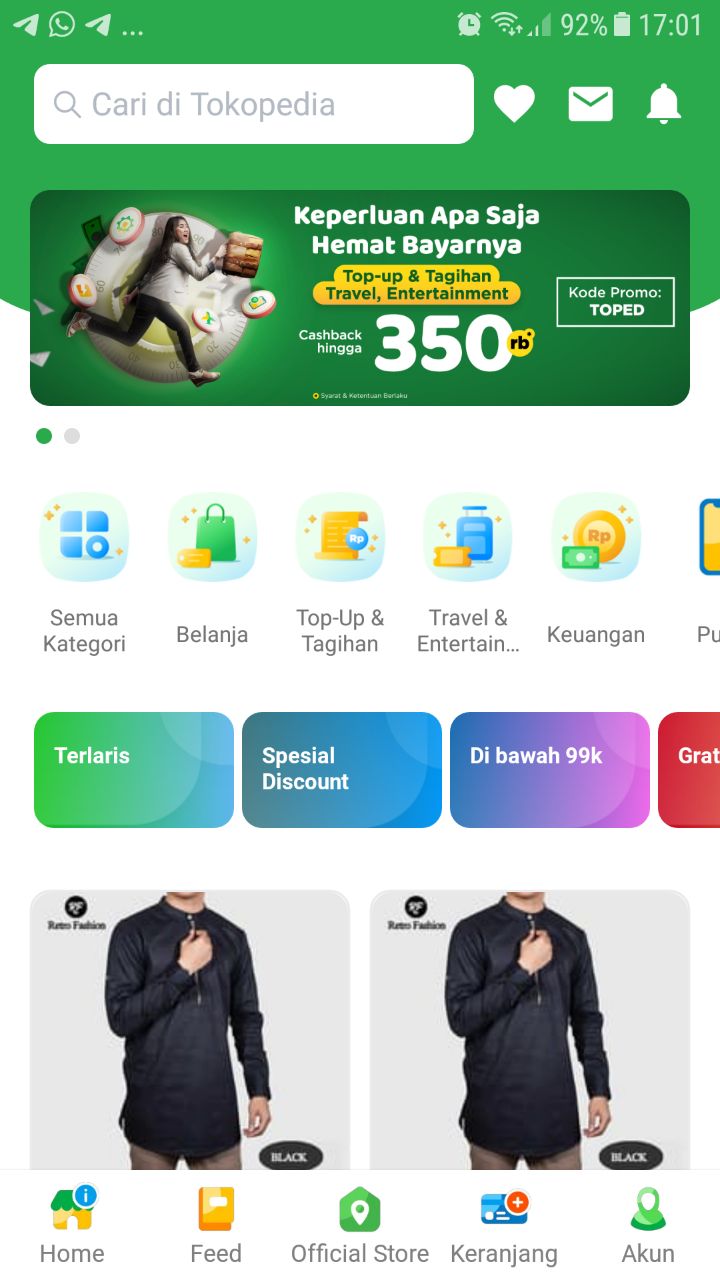 92% 17:01
Cari di Tokopedia
Keperluan Apa Saja
Hemat Bayarnya
Top-up & Tagihan
Travel, Entertainment
Cashback
hingga
350rb
Kode Promo:
TOPED
Syarat & Ketentuan Berlaku
Semua
Kategori
Belanja
Top-Up &
Tagihan
Travel &
Entertain...
Keuangan
Pu
Terlaris
Spesial
Discount
Di bawah 99k
Grat
RF
Retro Fashion
BLACK
RF
Retro Fashion
BLACK
Home
Feed
Official Store
Keranjang
Akun